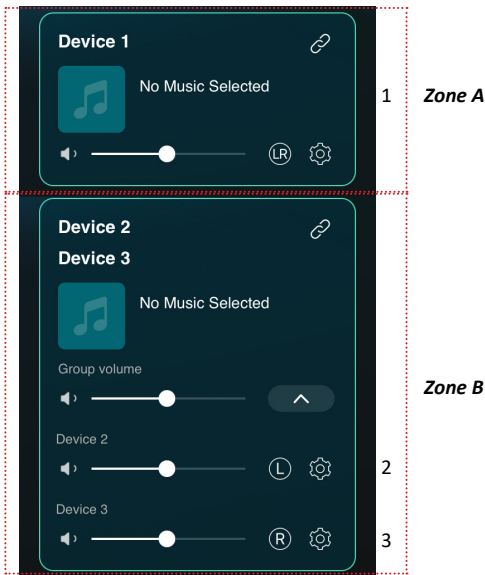 Device 1
No Music Selected
1 Zone A
LR
Device 2
Device 3
No Music Selected
Group volume
Zone B
Device 2
L 2
Device 3
R 3